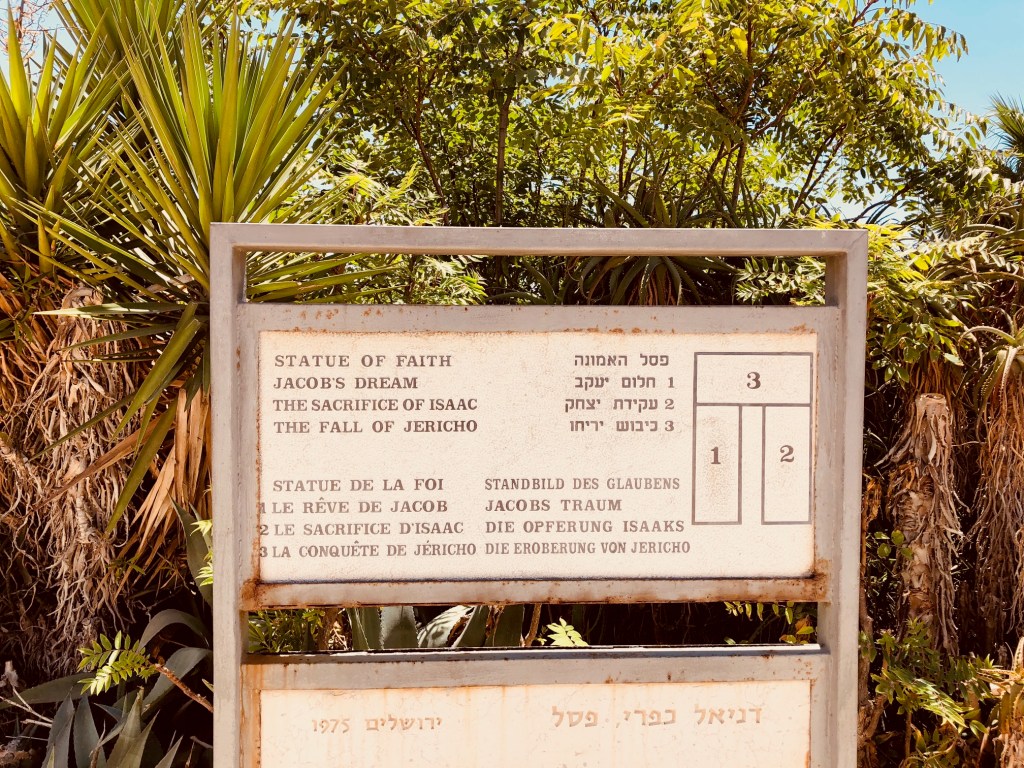 STATUE OF FAITH
JACOB'S DREAM
THE SACRIFICE OF ISAAC
THE FALL OF JERICHO
פסל האמונה
1 חלום יעקב
2 עקידת יצחק
3 כיבוש יריחו
3
1
2
STATUE DE LA FOI
1 LE RÊVE DE JACOB
2 LE SACRIFICE D'ISAAC
3 LA CONQUÊTE DE JÉRICHO
STANDBILD DES GLAUBENS
JACOBS TRAUM
DIE OPFERUNG ISAAKS
DIE EROBERUNG VON JERICHO
דניאל כפרי, פסל
ירושלים 1975